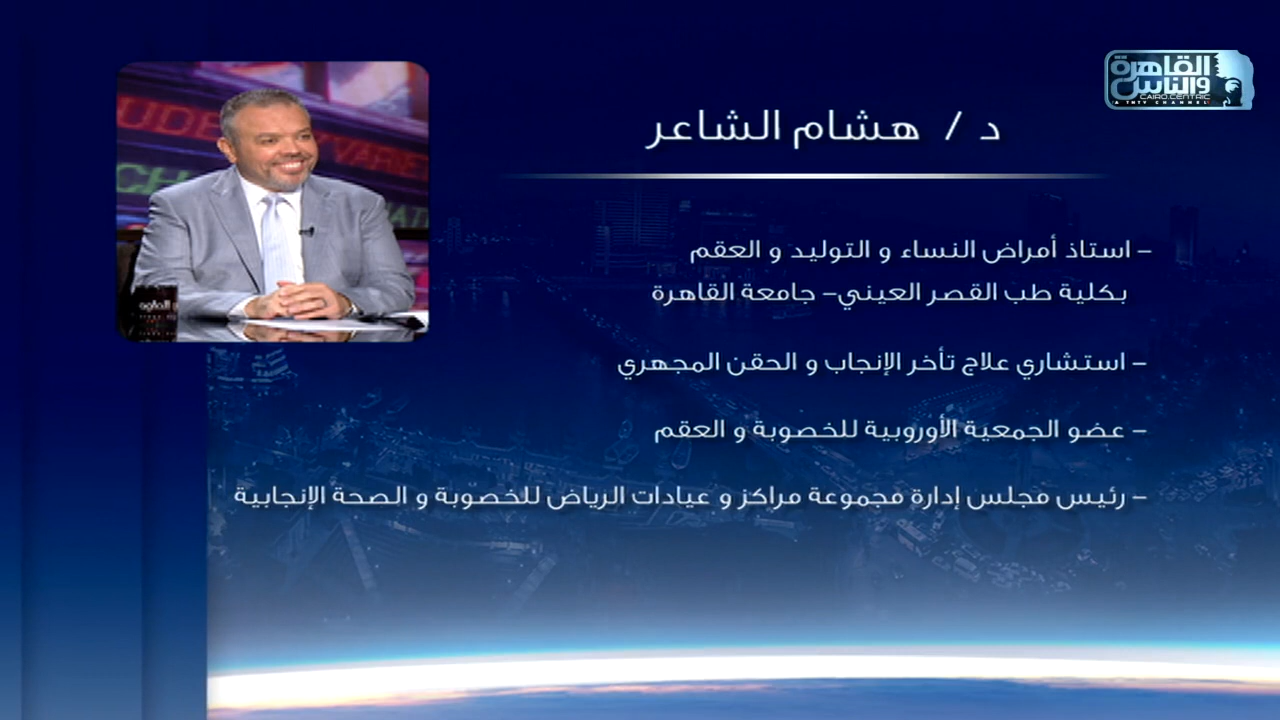 القاهرة
والناس
CAIRO.CENTRIC
A TNTV CHANNEL
د / هشام الشاعر
– استاذ أمراض النساء و التوليد و العقم
بكلية طب القصر العيني– جامعة القاهرة
– استشاري علاج تأخر الإنجاب و الحقن المجهري
– عضو الجمعية الأوروبية للخصوبة و العقم
– رئيس مجلس إدارة مجموعة مراكز و عيادات الرياض للخصوبة و الصحة الإنجابية